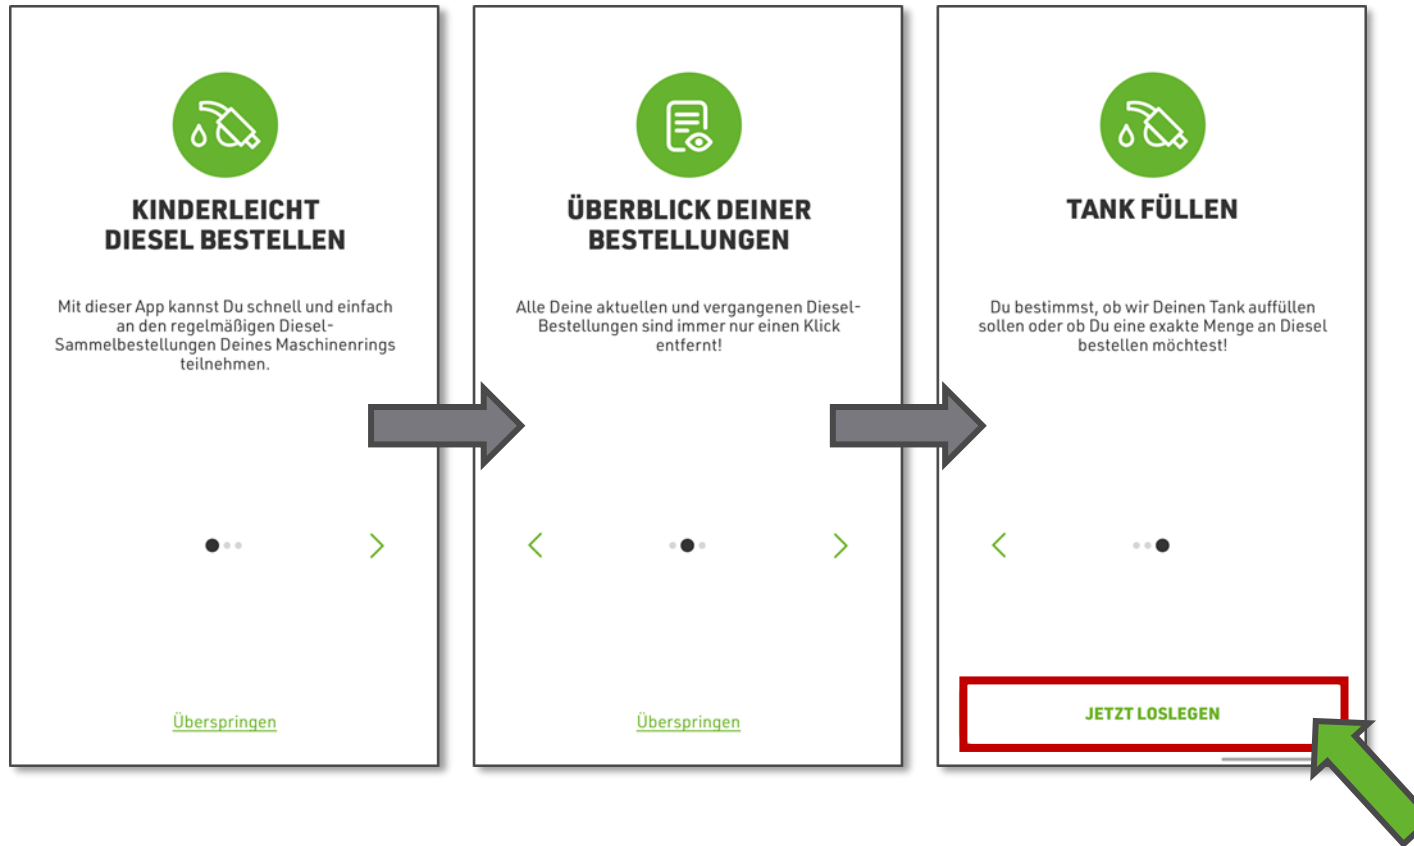 KINDERLEICHT
DIESEL BESTELLEN
Mit dieser App kannst Du schnell und einfach
an den regelmäßigen Diesel-
Sammelbestellungen Deines Maschinenrings
teilnehmen.
Überspringen
ÜBERBLICK DEINER
BESTELLUNGEN
Alle Deine aktuellen und vergangenen Diesel-
Bestellungen sind immer nur einen Klick
entfernt!
Überspringen
TANK FÜLLEN
Du bestimmst, ob wir Deinen Tank auffüllen
sollen oder ob Du eine exakte Menge an Diesel
bestellen möchtest!
JETZT LOSLEGEN